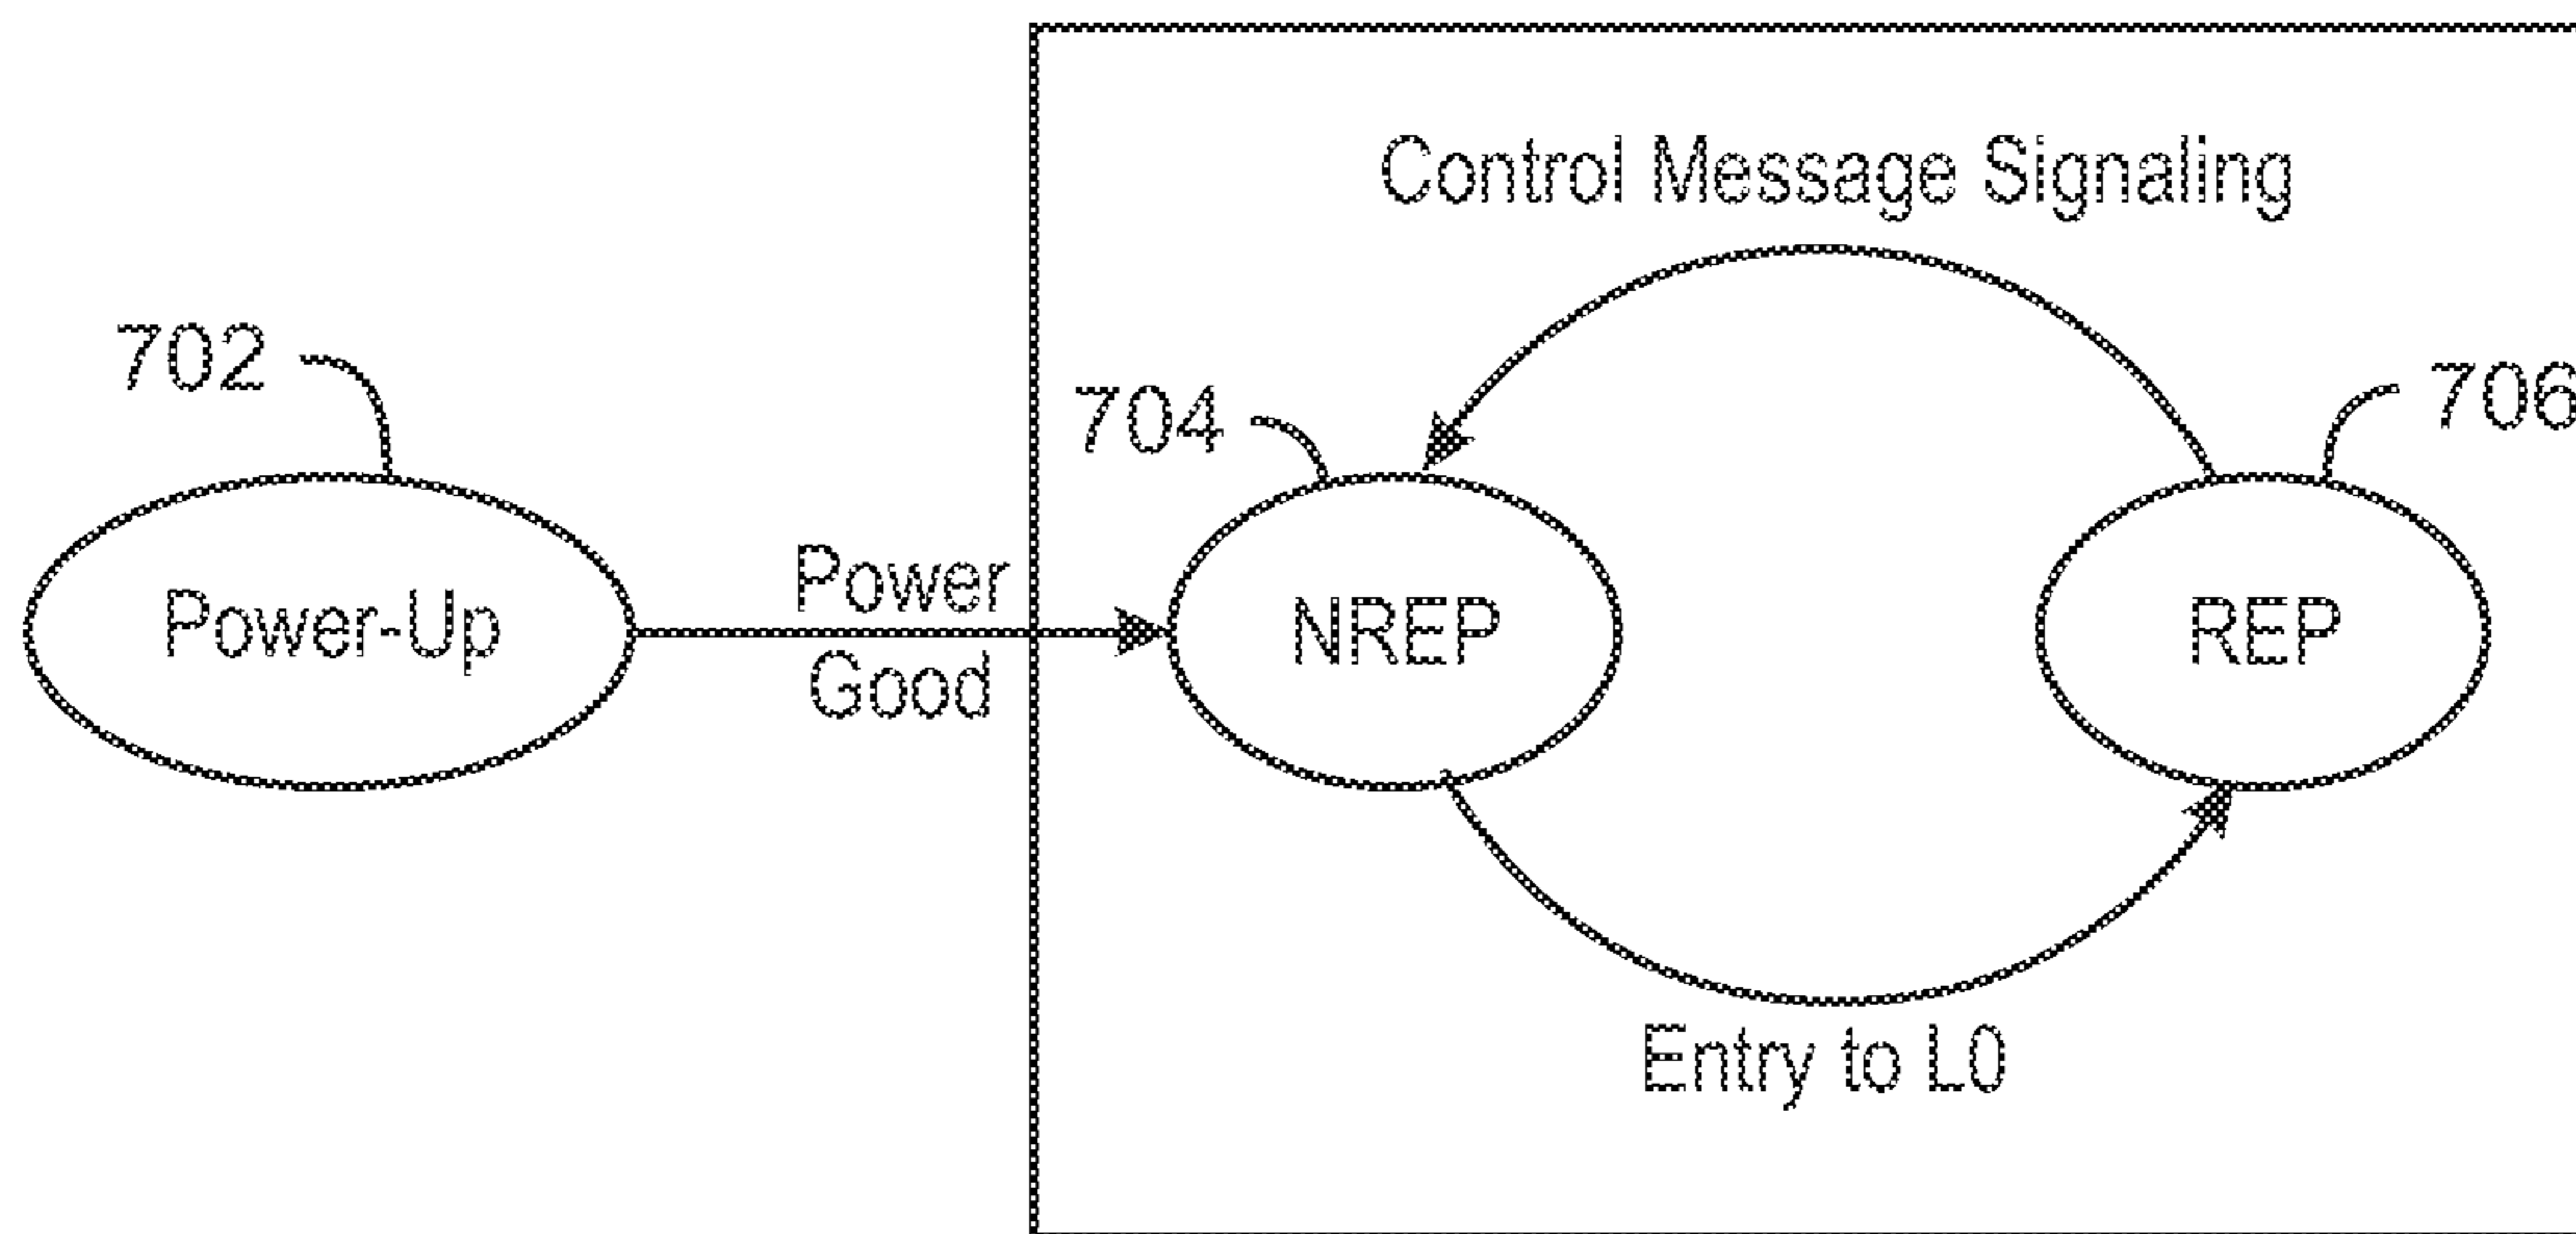 Control Message Signaling
702
704
706
Power-Up
Power
Good
NREP
REP
Entry to L0